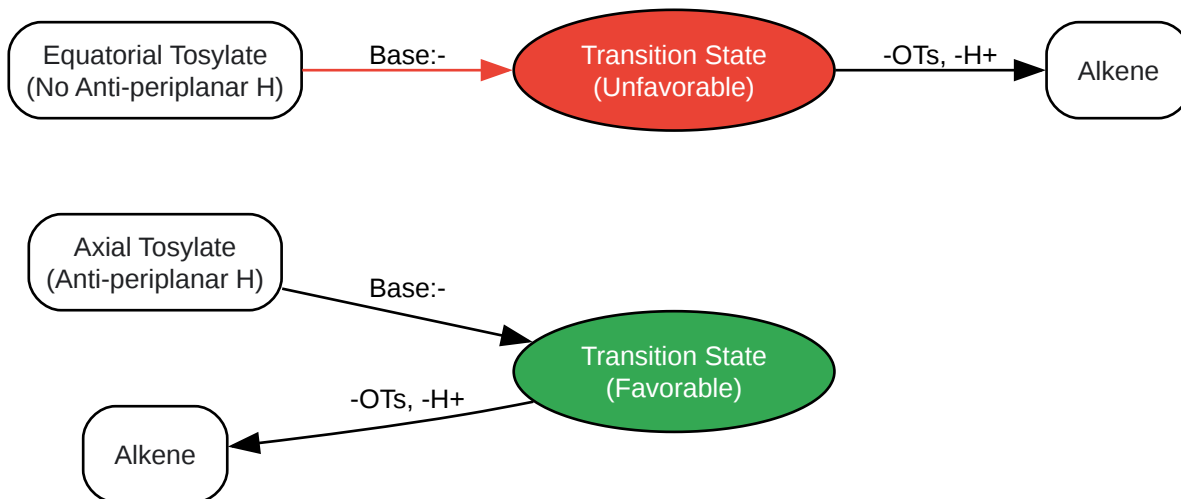 Equatorial Tosylate
(No Anti-periplanar H)
Base:-
Transition State
(Unfavorable)
-OTs, -H+
Alkene
Axial Tosylate
(Anti-periplanar H)
Base:-
Transition State
(Favorable)
-OTs, -H+
Alkene